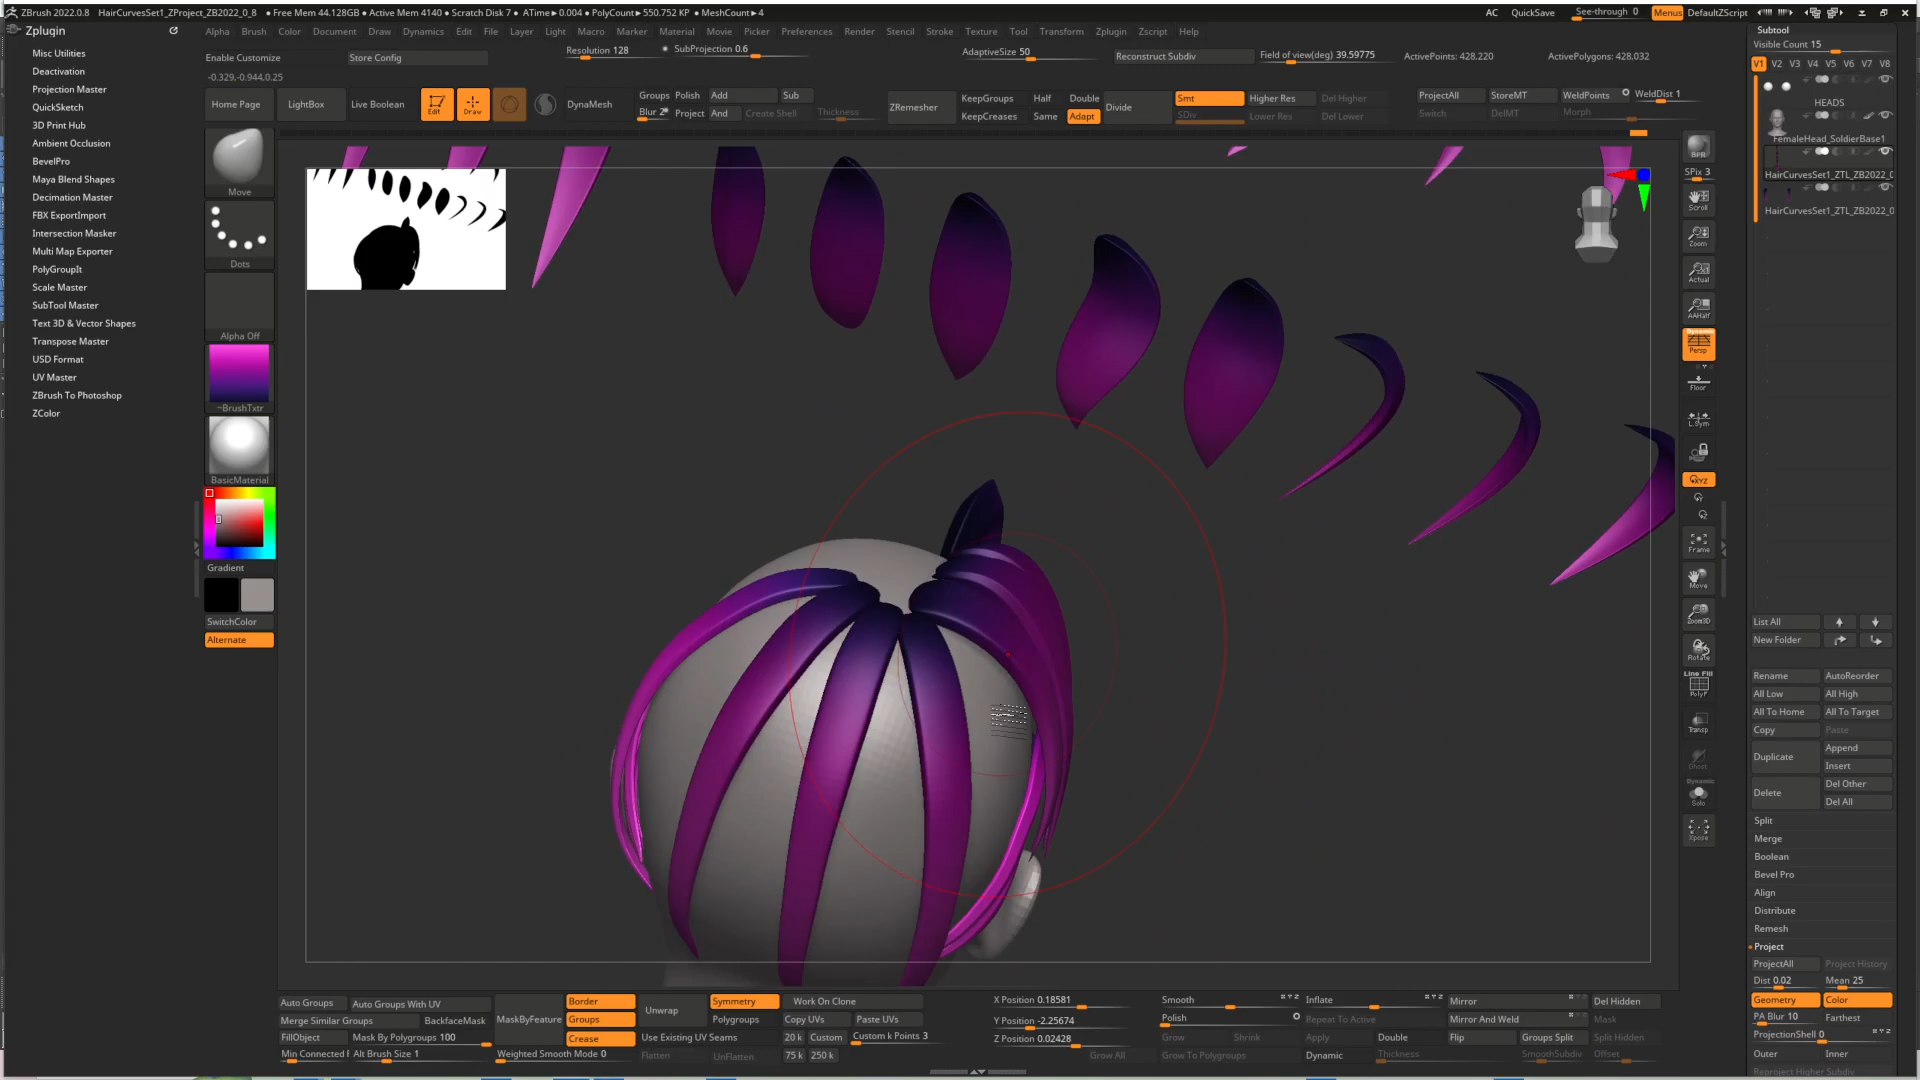 ZBrush 2022.0.8 HairCurvesSet1_ZProject_ZB2022_0_8 • Free Mem 44.128GB • Active Mem 4140 • Scratch Disk 7 • ATime▸0.004 • PolyCount▸550.752 KP • MeshCount▸4
AC QuickSave See-through 0 Menus DefaultZScript
Zplugin
Alpha Brush Color Document Draw Dynamics Edit File Layer Light Macro Marker Material Movie Picker Preferences Render Stencil Stroke Texture Tool Transform Zplugin Zscript Help
Misc Utilities
Deactivation
Projection Master
QuickSketch
3D Print Hub
Ambient Occlusion
BevelPro
Maya Blend Shapes
Decimation Master
FBX ExportImport
Intersection Master
Multi Map Exporter
PolyGroupIt
Scale Master
SubTool Master
Text 3D & Vector Shapes
Transpose Master
USD Format
UV Master
ZBrush To Photoshop
ZColor
Enable Customize Store Config
Resolution 128 SubProjection 0.6
AdaptiveSize 50 Reconstruct Subdiv Field of view(deg) 39.59775 ActivePoints: 428.220 ActivePolygons: 428.032
-0.329,-0.944,0.25
Home Page LightBox Live Boolean Edit Draw DynaMesh
Groups Polish Add Sub
Blur 2 Project And Create Shell Thickness
ZRemesher KeepGroups Half Double
KeepCreases Same Adapt
Divide Smt Higher Res Del Higher
SDiv Lower Res Del Lower
ProjectAll StoreMT WeldPoints WeldDist 1
Switch DelMT Morph
Move
Dots
Alpha Off
~BrushTxtr
BasicMaterial
Gradient
SwitchColor
Alternate
BPR
SPix 3
Scroll
Zoom
Actual
AAHalf
Dynamic
Persp
Floor
L.Sym
XYZ
Frame
Move
Zoom3D
Rotate
Line Fill
PolyF
Transp
Ghost
Dynamic
Solo
Xpose
Subtool
Visible Count 15
V1 V2 V3 V4 V5 V6 V7 V8
HEADS
FemaleHead_SoldierBase1
HairCurvesSet1_ZTL_ZB2022_0
HairCurvesSet1_ZTL_ZB2022_0
List All
New Folder
Rename AutoReorder
All Low All High
All To Home All To Target
Copy Paste
Duplicate Append
Insert
Delete Del Other
Del All
Split
Merge
Boolean
Bevel Pro
Align
Distribute
Remesh
Project
ProjectAll Project History
Dist 0.02 Mean 25
Geometry Color
PA Blur 10 Farthest
ProjectionShell 0
Outer Inner
Reproject Higher Subdiv
Auto Groups Auto Groups With UV
Merge Similar Groups BackfaceMask
FillObject Mask By Polygroups 100
Min Connected Alt Brush Size 1
MaskByFeature Border
Groups
Crease
Weighted Smooth Mode 0
Unwrap Symmetry Work On Clone
Polygroups Copy UVs Paste UVs
Use Existing UV Seams 20 k Custom Custom k Points 3
Flatten UnFlatten 75 k 250 k
X Position 0.18581
Y Position -2.25674
Z Position 0.02428
Grow All
Smooth Inflate Mirror Del Hidden
Polish Repeat To Active Mirror And Weld Mask
Grow Shrink Apply Double Flip Groups Split Split Hidden
Grow To Polygroups Dynamic Thickness SmoothSubdiv Offset